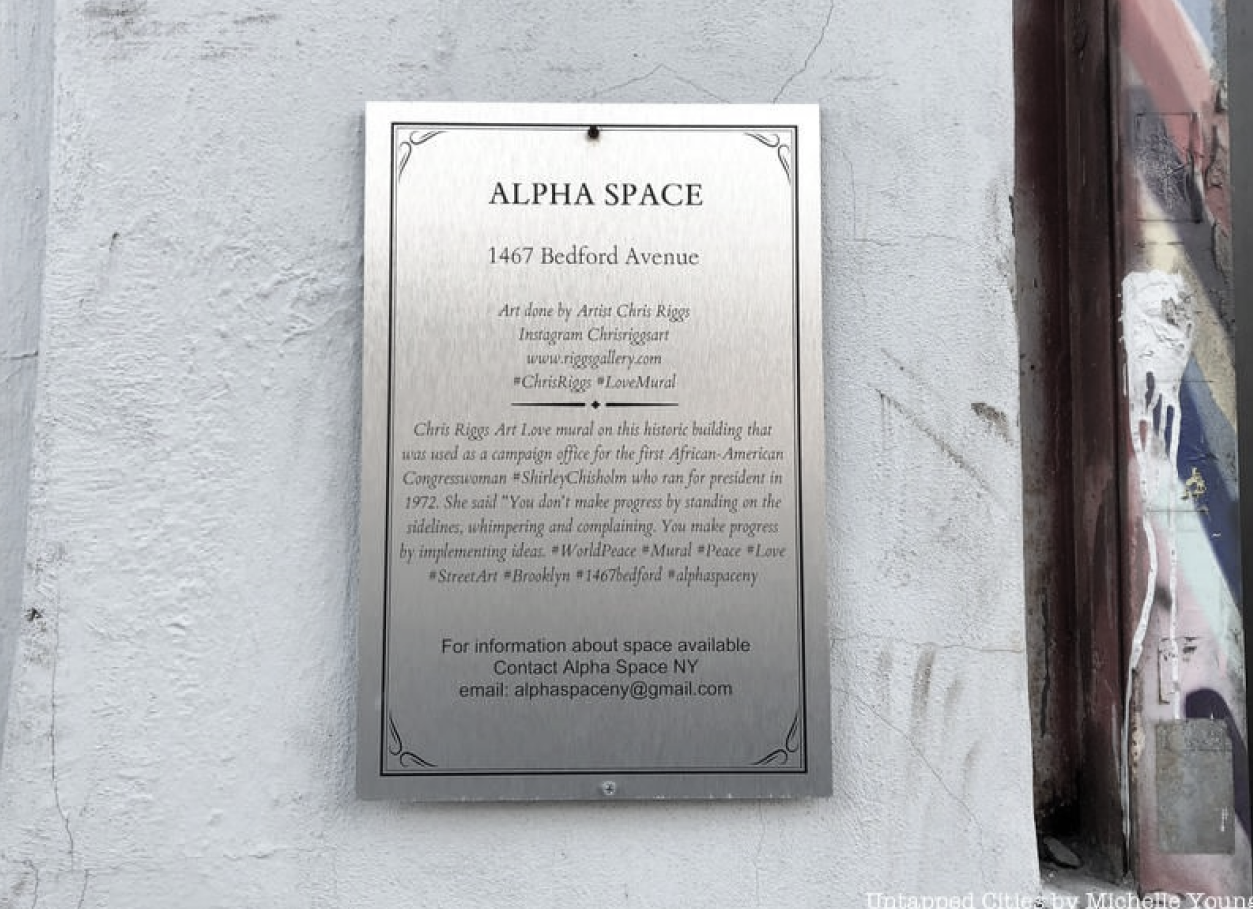 ALPHA SPACE
1467 Bedford Avenue
Art done by Artist Chris Riggs
Instagram Chrisriggsart
www.riggsgallery.com
#ChrisRiggs #LoveMural
Chris Riggs Art Love mural on this historic building that
was used as a campaign office for the first African-American
Congresswoman #ShirleyChisholm who ran for president in
1972. She said "You don't make progress by standing on the
sidelines, whimpering and complaining. You make progress
by implementing ideas. #WorldPeace #Mural #Peace #Love
#StreetArt #Brooklyn #1467bedford #alphaspaceny
For information about space available
Contact Alpha Space NY
email: alphaspaceny@gmail.com
Untapped Cities by Michelle Young